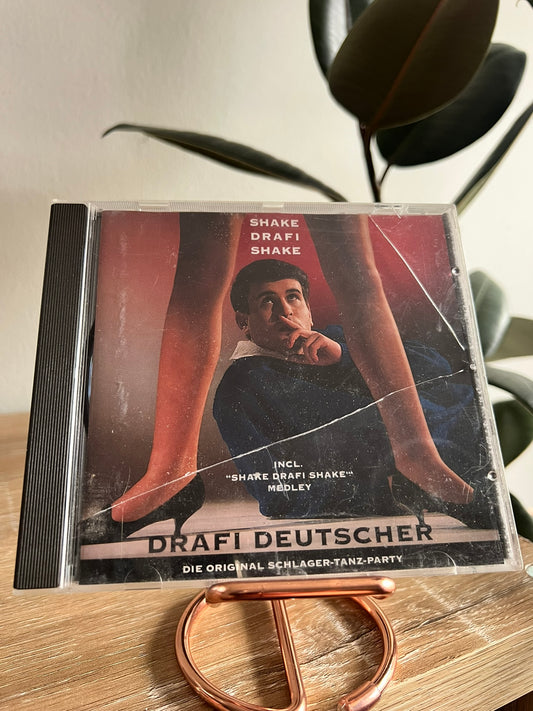 SHAKE
DRAFI
SHAKE
INCL.
"SHAKE DRAFI SHAKE"
MEDLEY
DRAFI DEUTSCHER
DIE ORIGINAL SCHLAGER-TANZ-PARTY